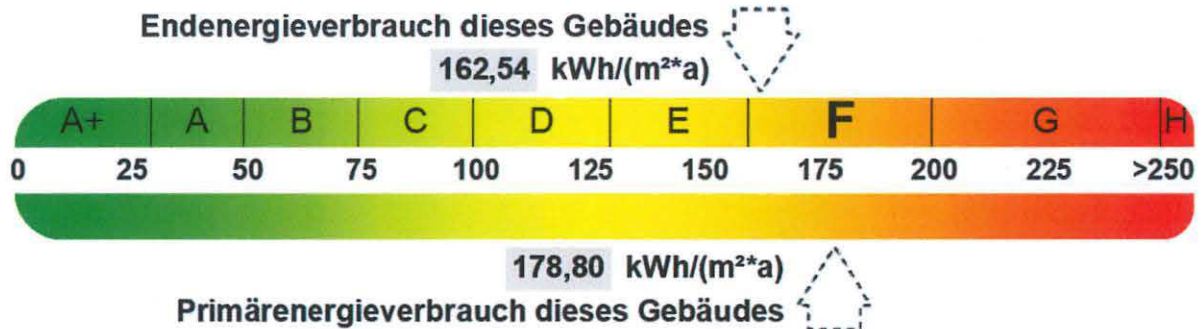 Endenergieverbrauch dieses Gebäudes
162,54 kWh/(m²*a)
A+ A B C D E F G H
0 25 50 75 100 125 150 175 200 225 >250
178,80 kWh/(m²*a)
Primärenergieverbrauch dieses Gebäudes